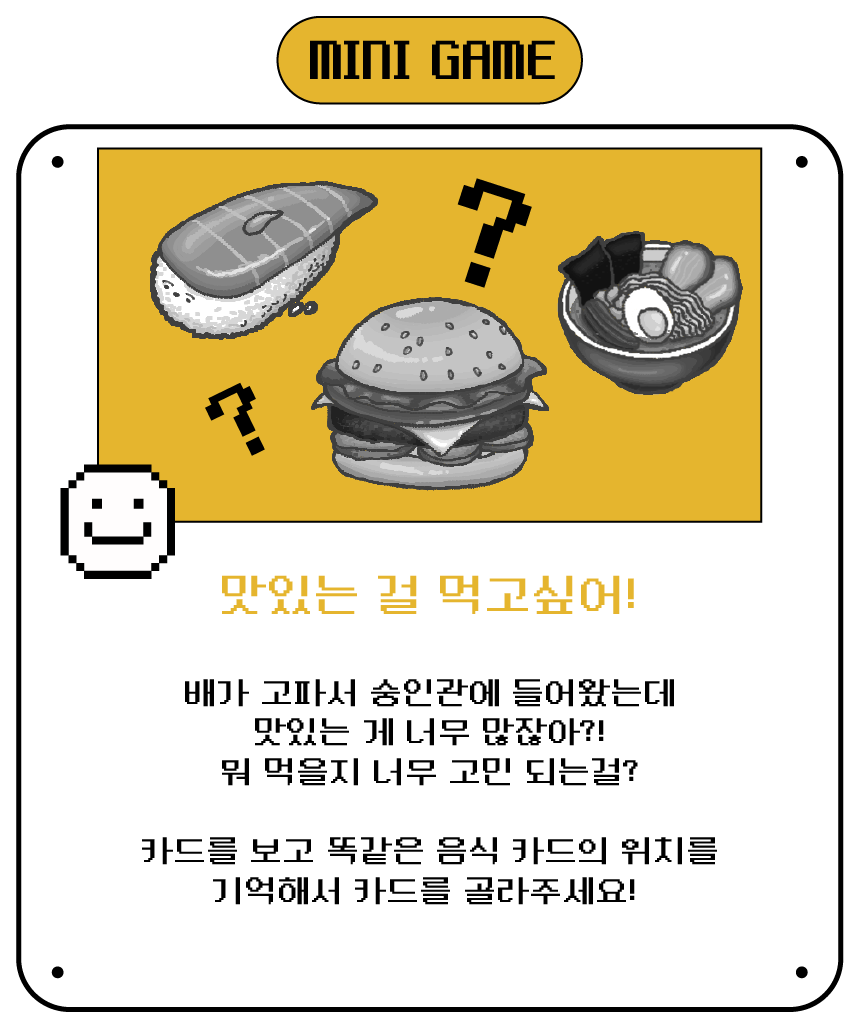 MINI GAME
?
?
맛있는 걸 먹고싶어!
배가 고파서 숭인관에 들어왔는데
맛있는 게 너무 많잖아?!
뭐 먹을지 너무 고민 되는걸?
카드를 보고 똑같은 음식 카드의 위치를
기억해서 카드를 골라주세요!